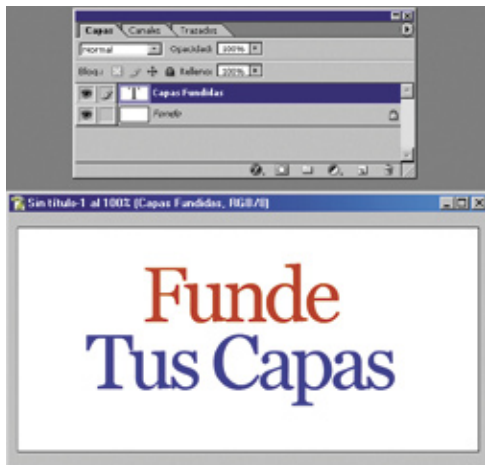 Capas Canales Trazados
Normal Opacidad: 100%
Bloq.: Relleno: 100%
T Capas Fundidas
Fondo
Sin título-1 al 100% (Capas Fundidas, RGB/8)
Funde
Tus Capas